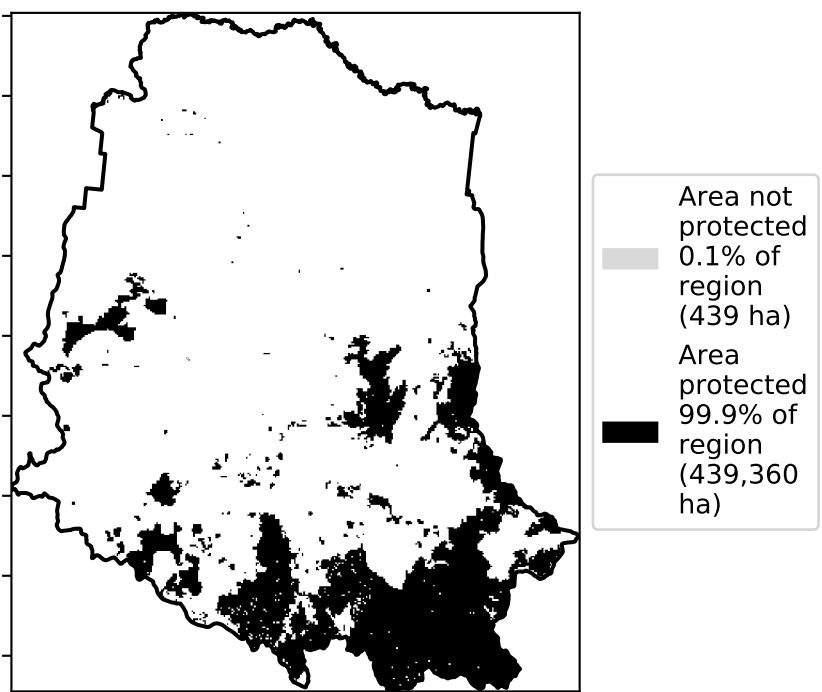 Area not
protected
0.1% of
region
(439 ha)
Area
protected
99.9% of
region
(439,360
ha)